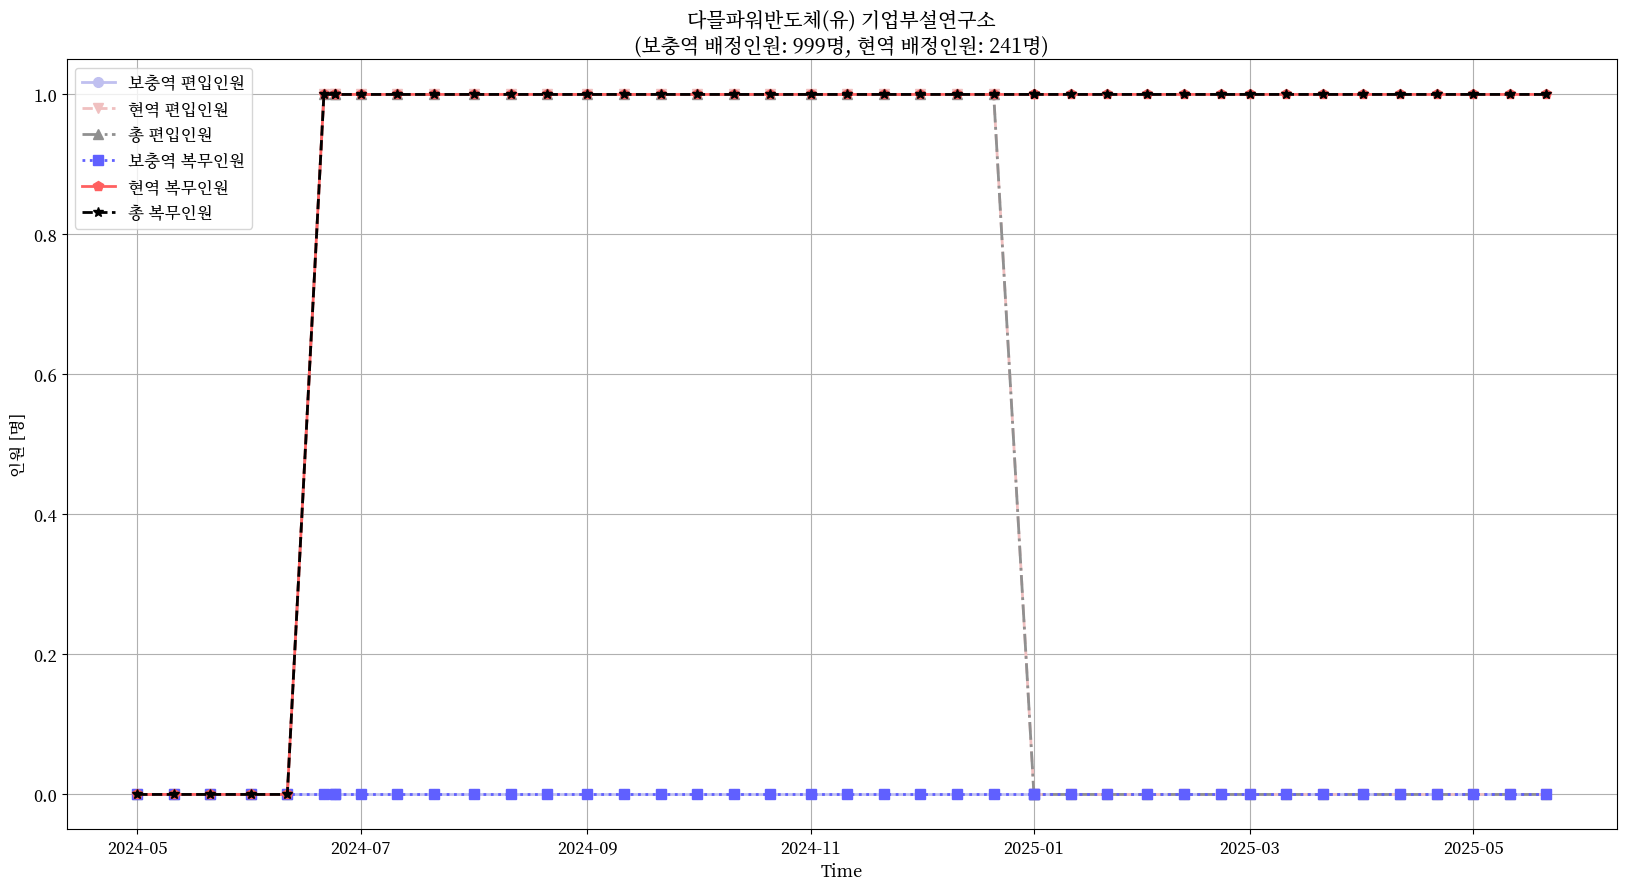 다믈파워반도체(유) 기업부설연구소
(보충역 배정인원: 999명, 현역 배정인원: 241명)
보충역 편입인원
현역 편입인원
총 편입인원
보충역 복무인원
현역 복무인원
총 복무인원
1.0
0.8
0.6
0.4
0.2
0.0
인원 [명]
2024-05
2024-07
2024-09
2024-11
2025-01
2025-03
2025-05
Time